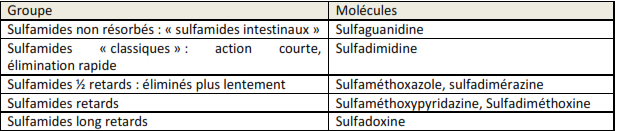 Groupe Molécules
Sulfamides non résorbés : « sulfamides intestinaux » Sulfaguanidine
Sulfamides « classiques » : action courte, Sulfadimidine
élimination rapide
Sulfamides ½ retards : éliminés plus lentement Sulfaméthoxazole, sulfadimérazine
Sulfamides retards Sulfaméthoxypyridazine, Sulfadiméthoxine
Sulfamides long retards Sulfadoxine